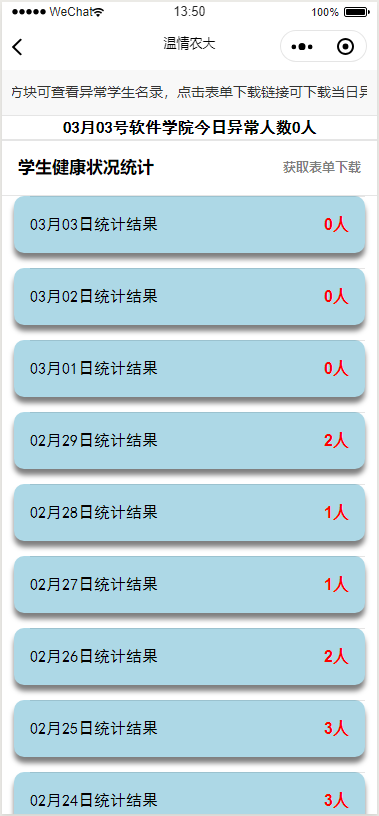 ●●●●● WeChat 13:50 100%
温情农大
方块可查看异常学生名录，点击表单下载链接可下载当日异
03月03号软件学院今日异常人数0人
学生健康状况统计 获取表单下载
03月03日统计结果 0人
03月02日统计结果 0人
03月01日统计结果 0人
02月29日统计结果 2人
02月28日统计结果 1人
02月27日统计结果 1人
02月26日统计结果 2人
02月25日统计结果 3人
02月24日统计结果 3人